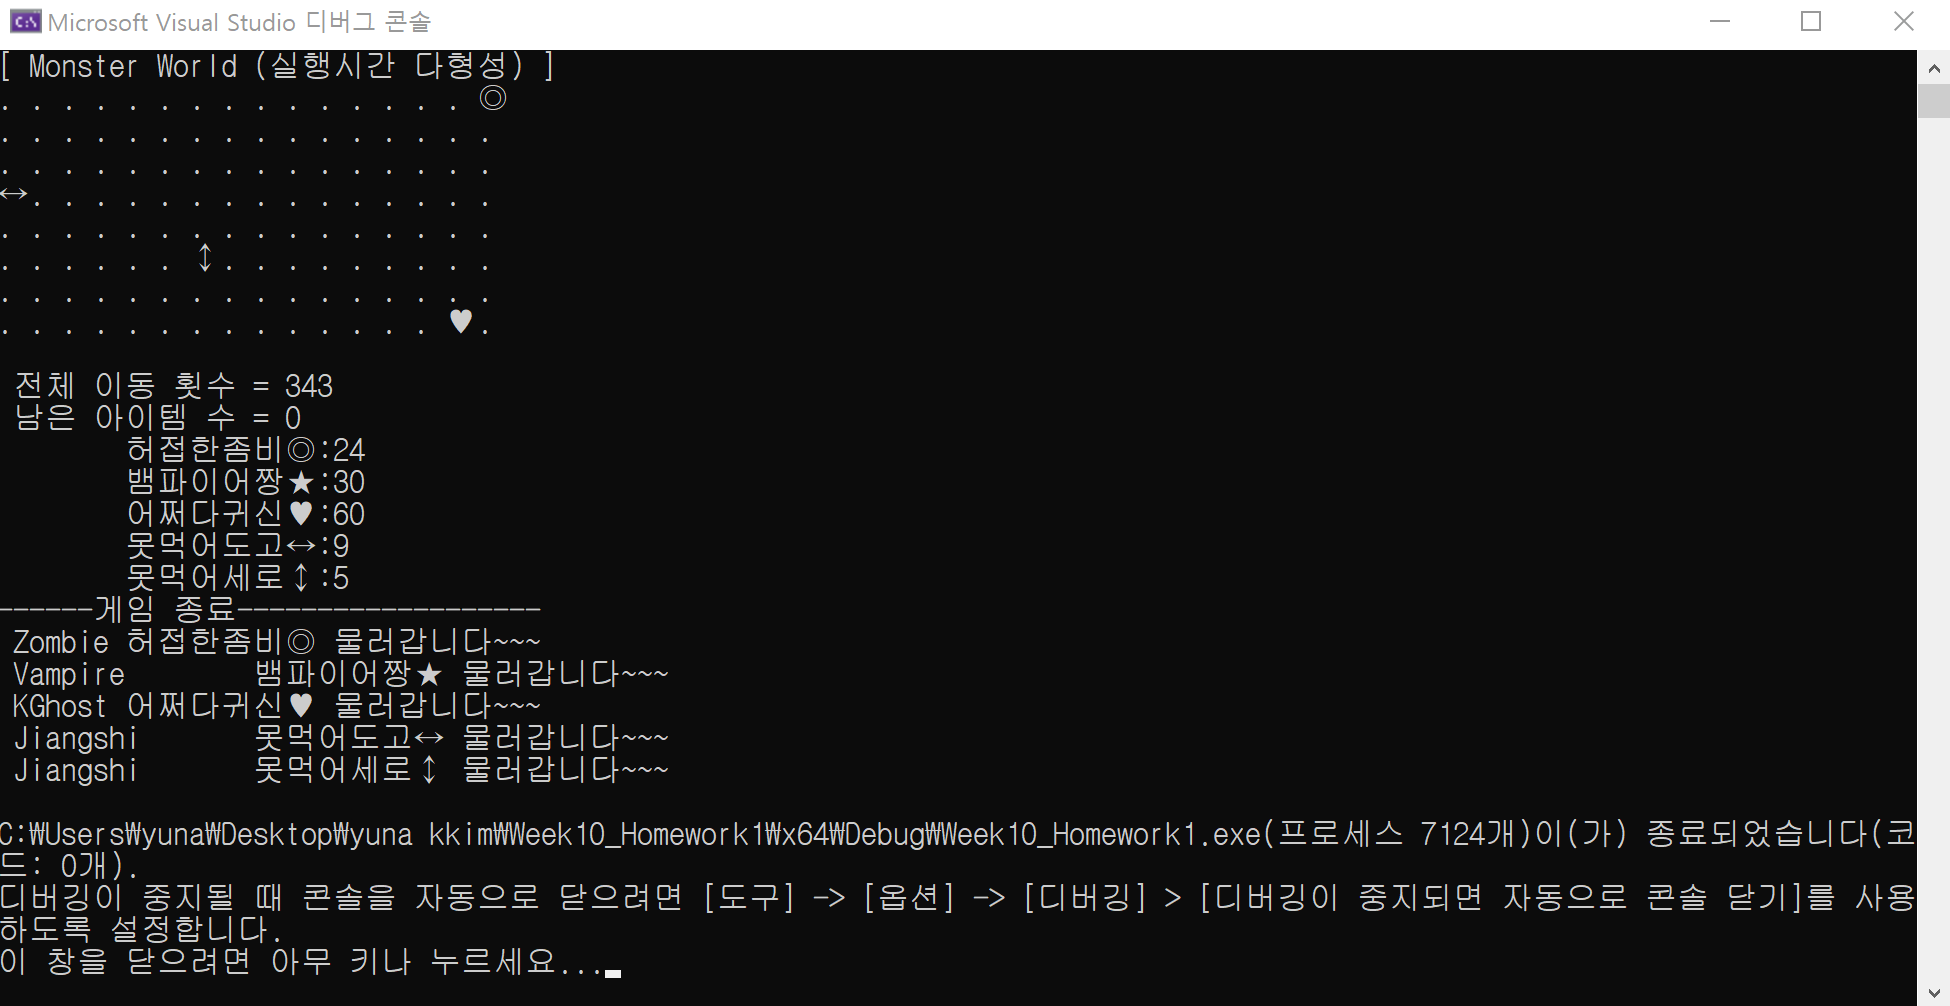 Microsoft Visual Studio 디버그 콘솔
[ Monster World (실행시간 다형성) ]
. . . . . . . . . . . . . . . ◎
. . . . . . . . . . . . . . . .
. . . . . . . . . . . . . . . .
↔. . . . . . . . . . . . . . .
. . . . . . . . . . . . . . . .
. . . . . . ↕. . . . . . . . .
. . . . . . . . . . . . . . . .
. . . . . . . . . . . . . . ♥.
전체 이동 횟수 = 343
남은 아이템 수 = 0
허접한좀비◎:24
뱀파이어짱★:30
어쩌다귀신♥:60
못먹어도고↔:9
못먹어세로↕:5
------게임 종료-------------------
Zombie 허접한좀비◎ 물러갑니다~~~
Vampire 뱀파이어짱★ 물러갑니다~~~
KGhost 어쩌다귀신♥ 물러갑니다~~~
Jiangshi 못먹어도고↔ 물러갑니다~~~
Jiangshi 못먹어세로↕ 물러갑니다~~~
C:₩Users₩yuna₩Desktop₩yuna kkim₩Week10_Homework1₩x64₩Debug₩Week10_Homework1.exe(프로세스 7124개)이(가) 종료되었습니다(코
드: 0개).
디버깅이 중지될 때 콘솔을 자동으로 닫으려면 [도구] -> [옵션] -> [디버깅] > [디버깅이 중지되면 자동으로 콘솔 닫기]를 사용
하도록 설정합니다.
이 창을 닫으려면 아무 키나 누르세요...